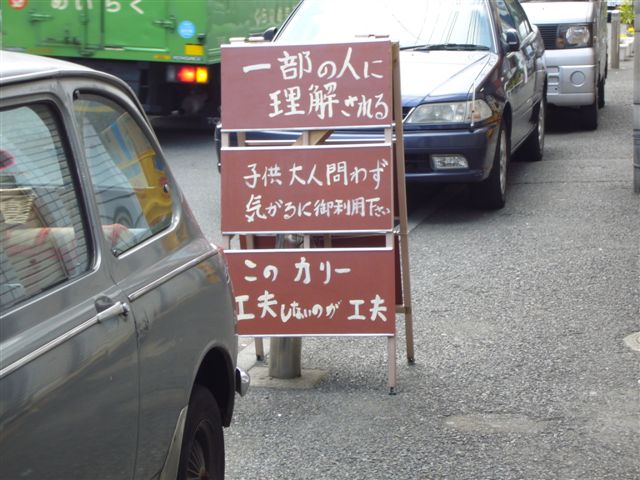 一部の人に
理解される
子供大人問わず
気がるに御利用下さい
このカリー
工夫しないのが工夫